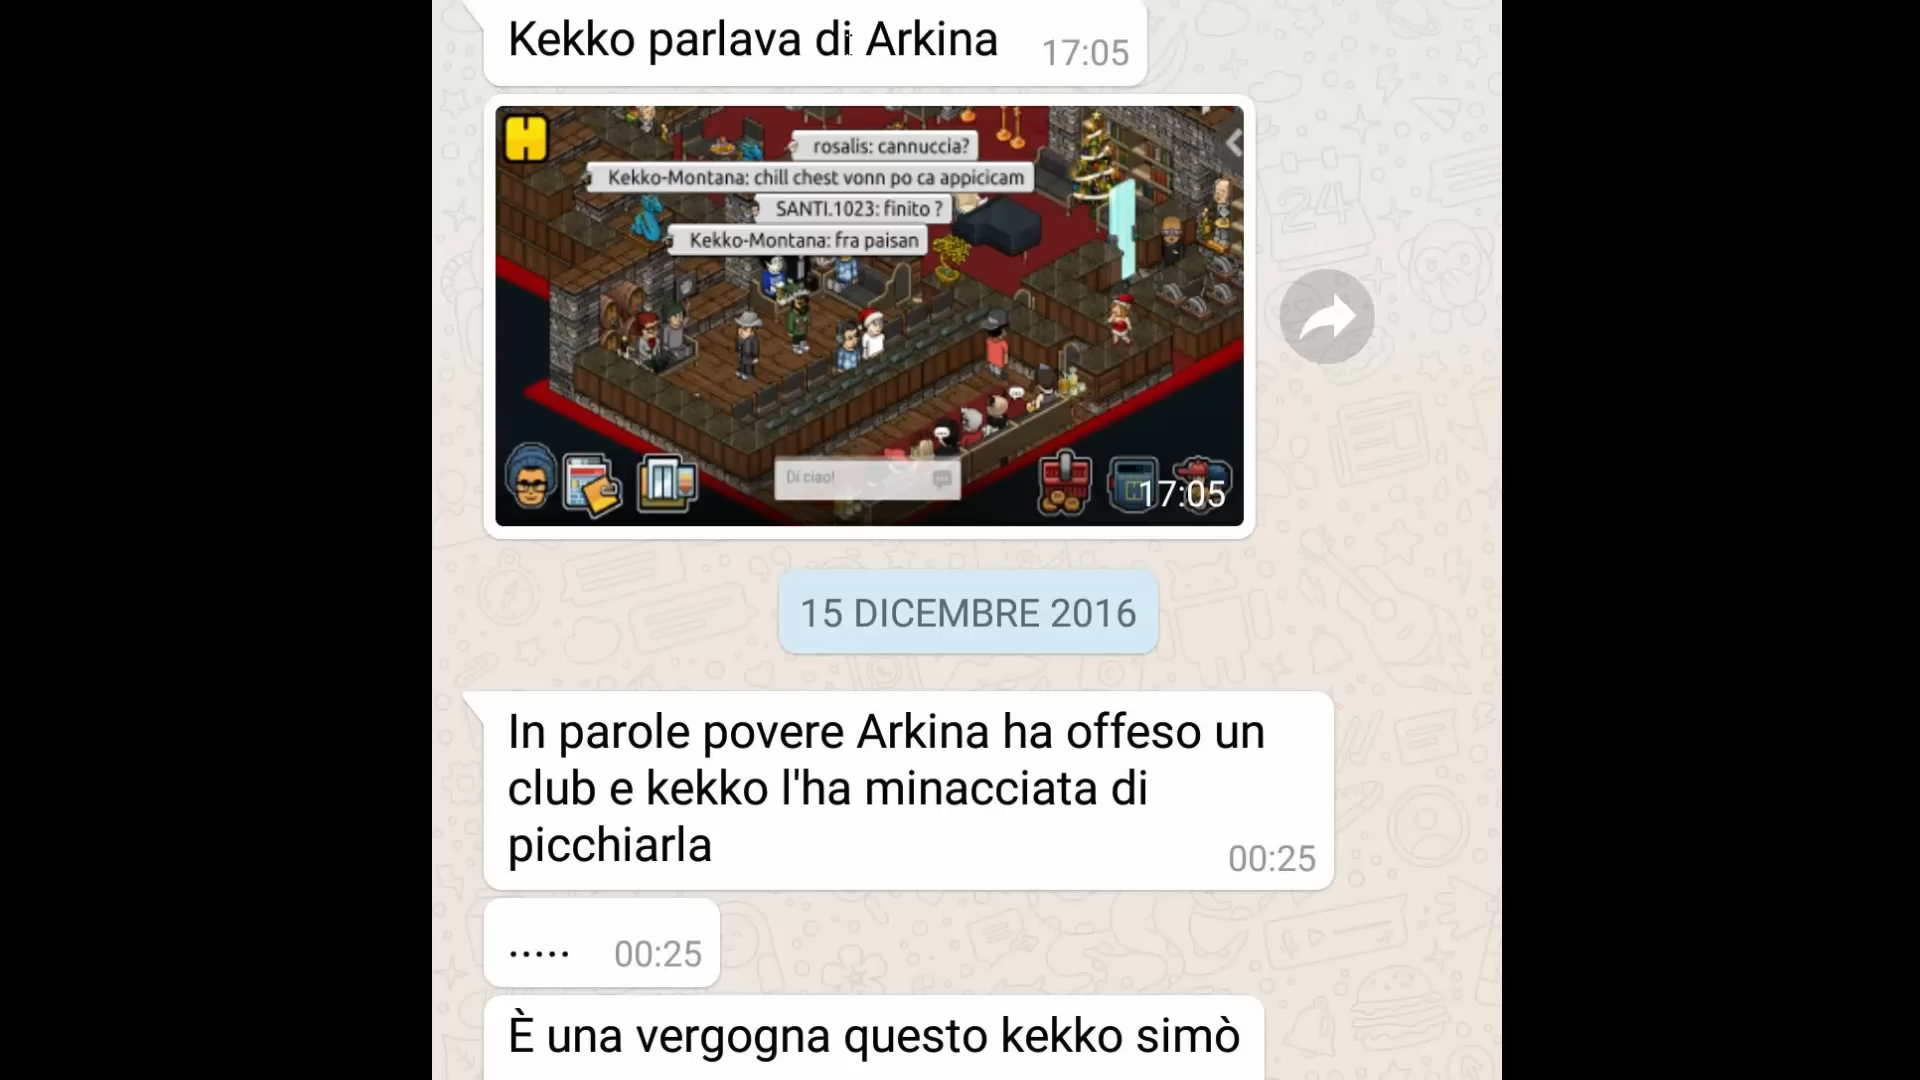 Kekko parlava di Arkina 17:05
rosalis: cannuccia?
Kekko-Montana: chill chest vonn po ca appicicam
SANTI.1023: finito ?
Kekko-Montana: fra paisan
Di ciao!
17:05
15 DICEMBRE 2016
In parole povere Arkina ha offeso un
club e kekko l'ha minacciata di
picchiarla 00:25
..... 00:25
È una vergogna questo kekko simò